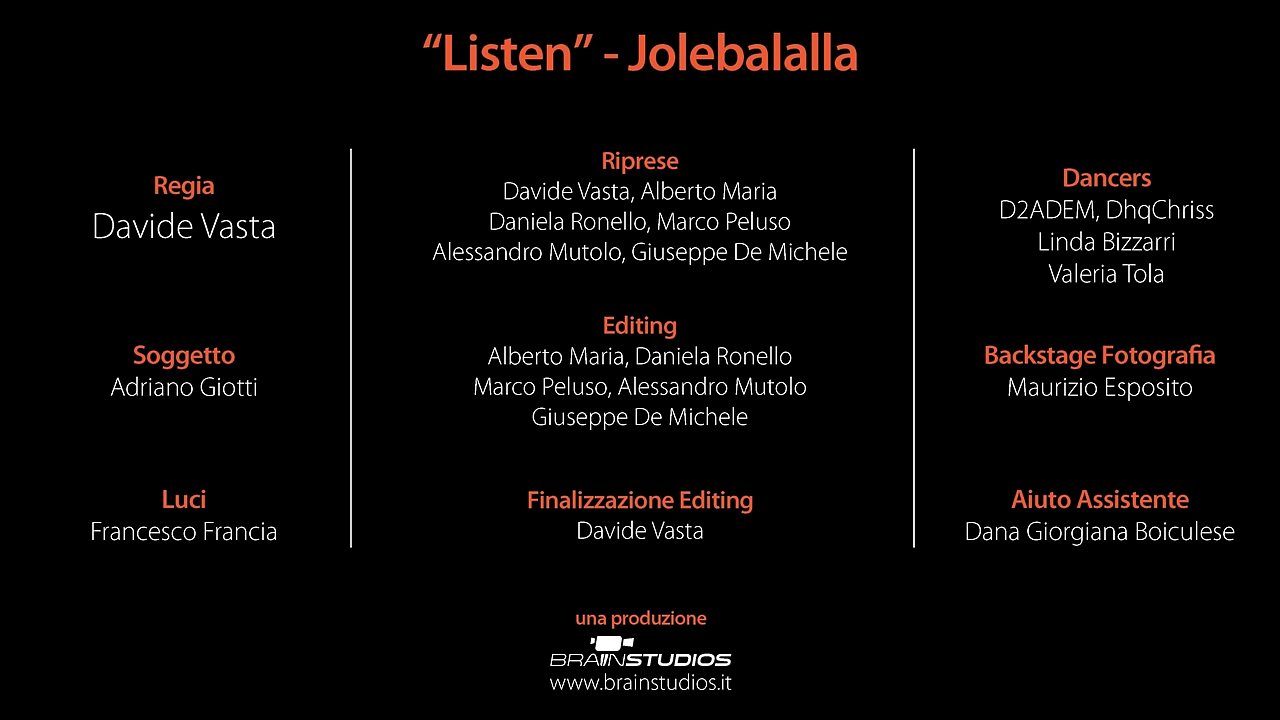 “Listen” - Jolebalalla
Regia
Davide Vasta
Soggetto
Adriano Giotti
Luci
Francesco Francia
Riprese
Davide Vasta, Alberto Maria
Daniela Ronello, Marco Peluso
Alessandro Mutolo, Giuseppe De Michele
Editing
Alberto Maria, Daniela Ronello
Marco Peluso, Alessandro Mutolo
Giuseppe De Michele
Finalizzazione Editing
Davide Vasta
Dancers
D2ADEM, DhqChriss
Linda Bizzarri
Valeria Tola
Backstage Fotografia
Maurizio Esposito
Aiuto Assistente
Dana Giorgiana Boiculese
una produzione
BRAINSTUDIOS
www.brainstudios.it